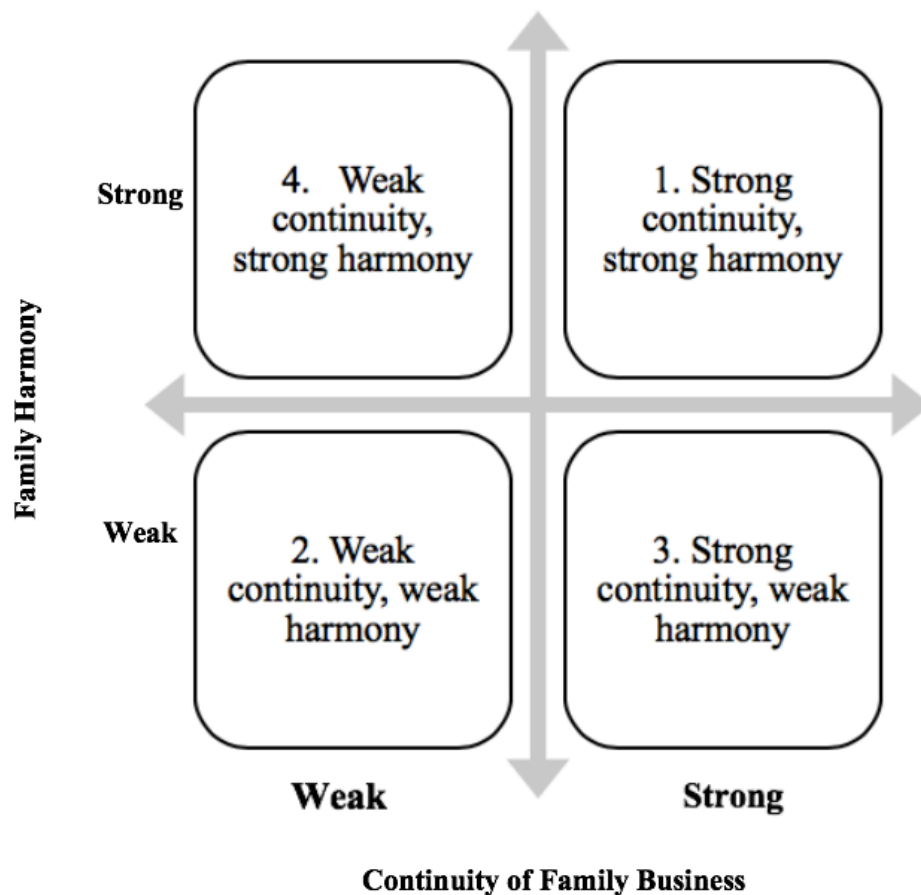 Strong
4. Weak
continuity,
strong harmony
1. Strong
continuity,
strong harmony
Family Harmony
Weak
2. Weak
continuity, weak
harmony
3. Strong
continuity, weak
harmony
Weak
Strong
Continuity of Family Business